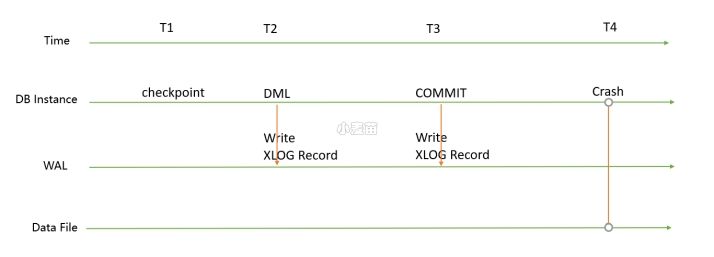 T1
T2
T3
T4
Time
DB Instance
checkpoint
DML
COMMIT
Crash
小麦苗
Write
XLOG Record
Write
XLOG Record
WAL
Data File